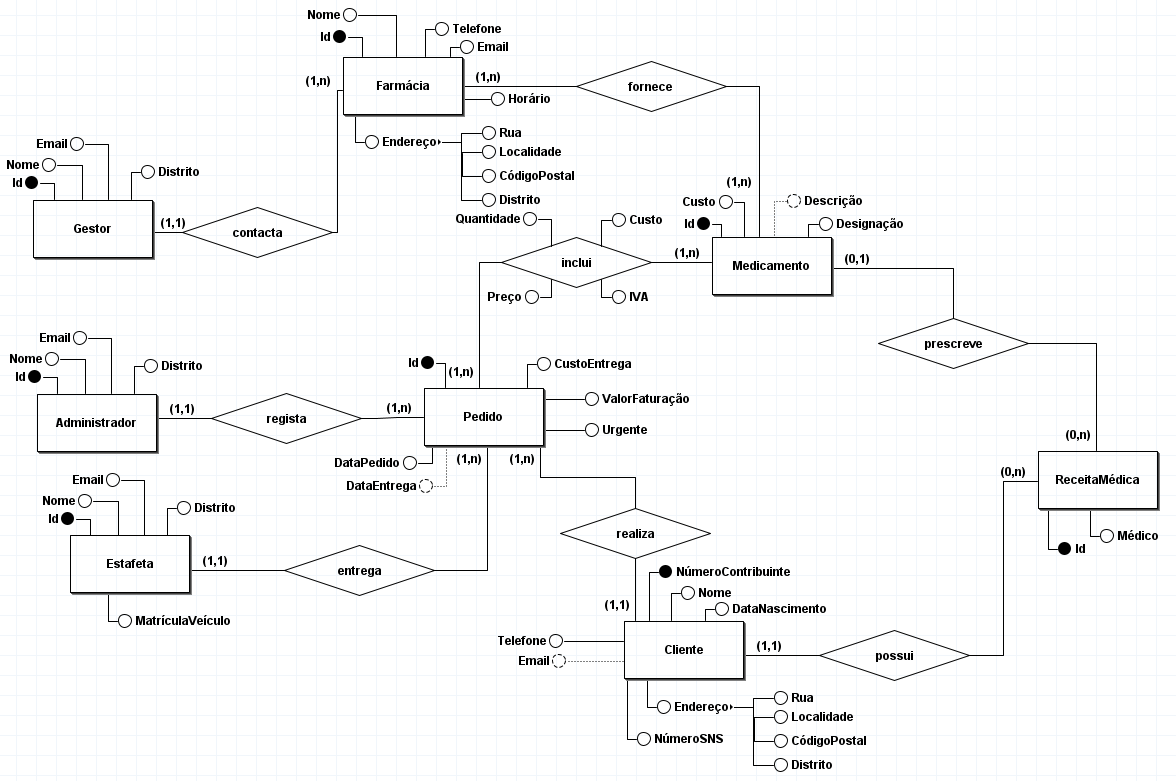 Nome
Id
Telefone
Email
(1,n)
Farmácia
(1,n)
fornece
Horário
Endereço
Rua
Localidade
CódigoPostal
Distrito
Email
Nome
Id
Distrito
Gestor
(1,1)
contacta
(1,n)
Custo
Id
Descrição
Designação
Quantidade
Custo
inclui
(1,n)
Medicamento
(0,1)
Preço
IVA
prescreve
Email
Nome
Id
Distrito
Administrador
(1,1)
regista
(1,n)
Id
(1,n)
CustoEntrega
Pedido
ValorFaturação
Urgente
DataPedido
DataEntrega
(1,n)
(1,n)
(0,n)
(0,n)
ReceitaMédica
Id
Médico
Email
Nome
Id
Distrito
Estafeta
(1,1)
entrega
MatrículaVeículo
realiza
NúmeroContribuinte
Nome
DataNascimento
(1,1)
Telefone
Email
Cliente
(1,1)
possui
Endereço
Rua
Localidade
CódigoPostal
Distrito
NúmeroSNS